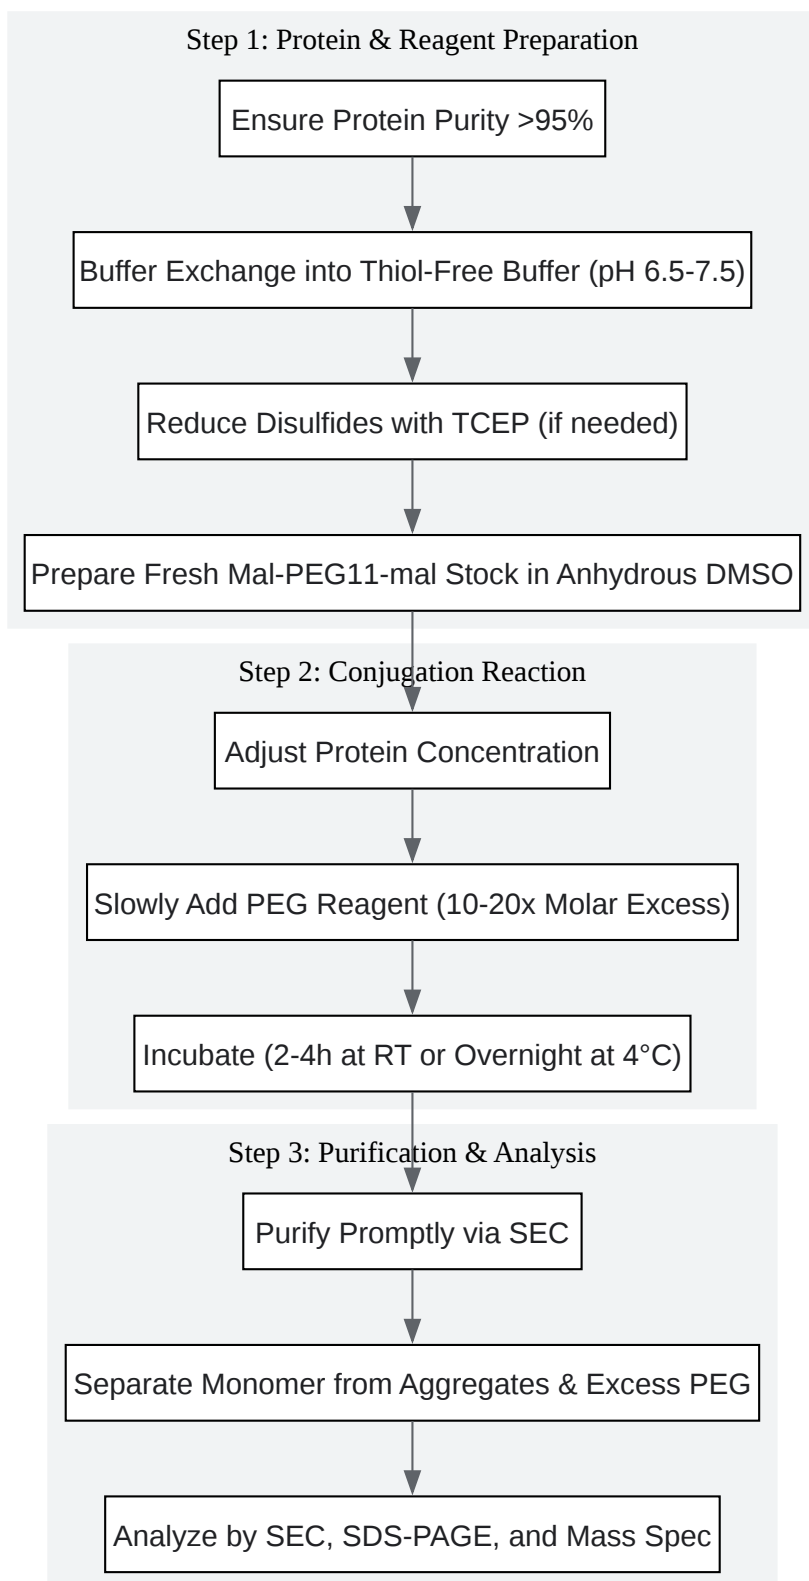 Step 1: Protein & Reagent Preparation
Ensure Protein Purity >95%
Buffer Exchange into Thiol-Free Buffer (pH 6.5-7.5)
Reduce Disulfides with TCEP (if needed)
Prepare Fresh Mal-PEG11-mal Stock in Anhydrous DMSO
Step 2: Conjugation Reaction
Adjust Protein Concentration
Slowly Add PEG Reagent (10-20x Molar Excess)
Incubate (2-4h at RT or Overnight at 4°C)
Step 3: Purification & Analysis
Purify Promptly via SEC
Separate Monomer from Aggregates & Excess PEG
Analyze by SEC, SDS-PAGE, and Mass Spec